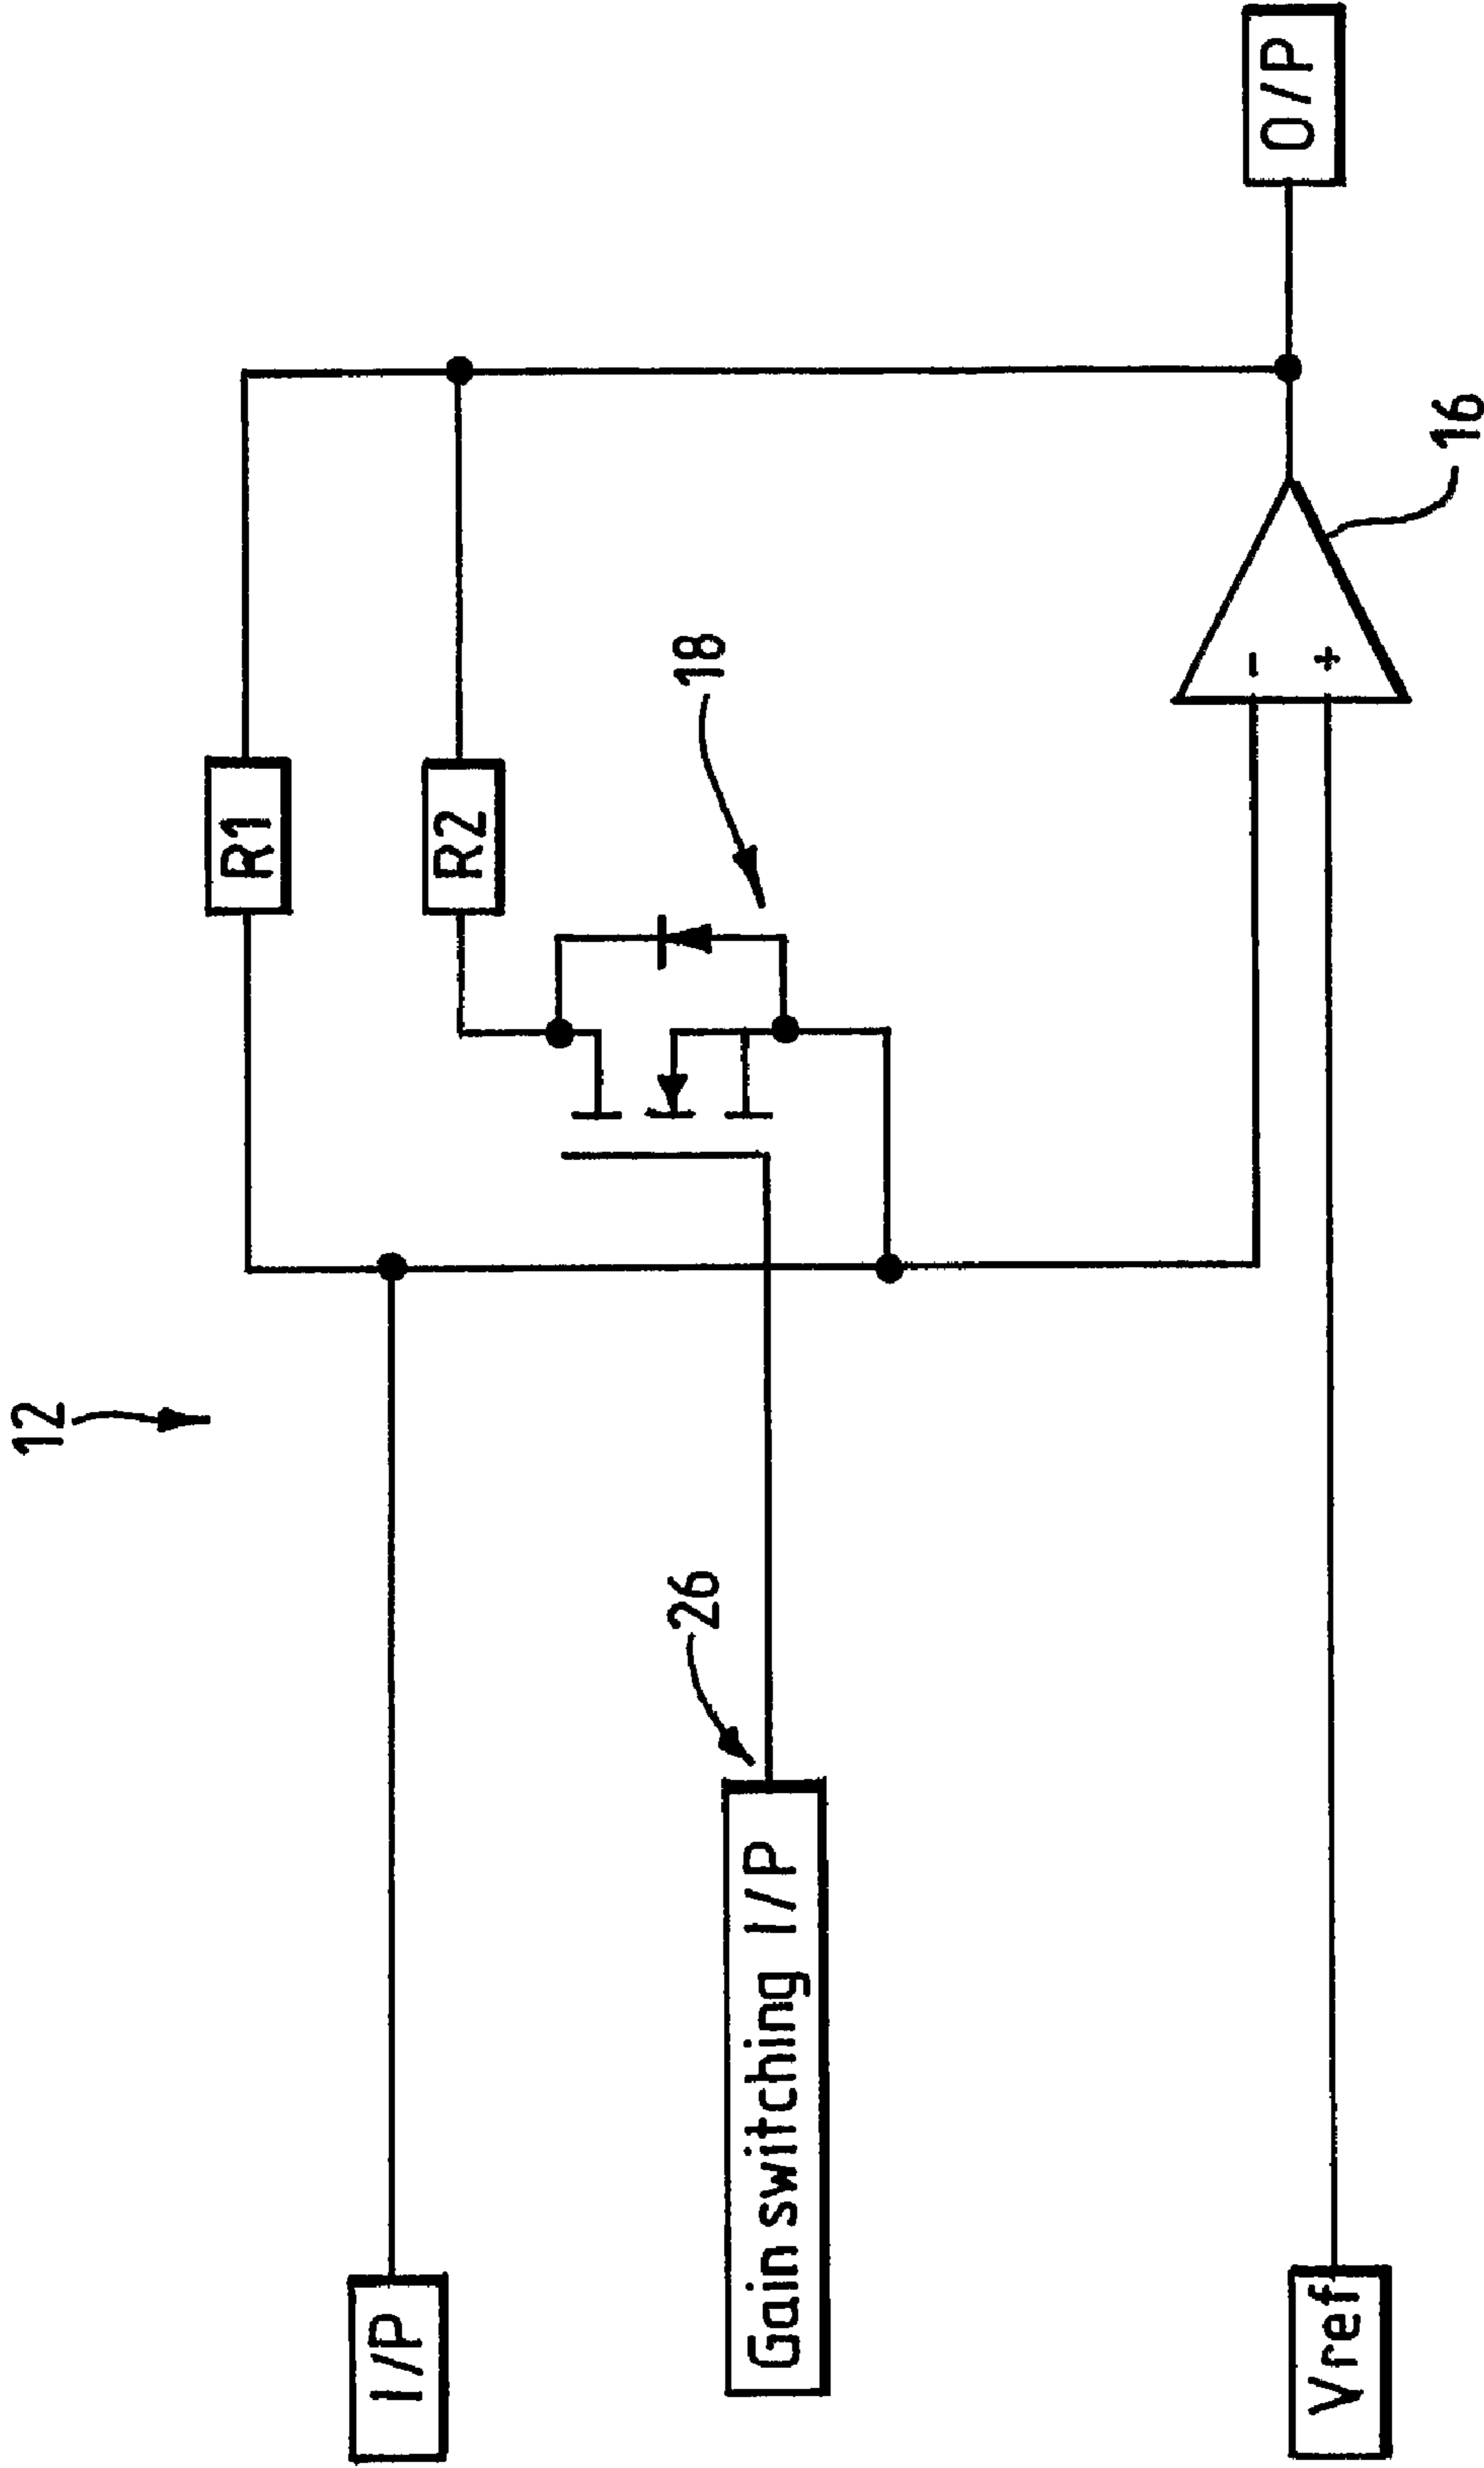 12
I/P
R1
R2
18
26
Gain switching I/P
- 
+
16
O/P
Vref